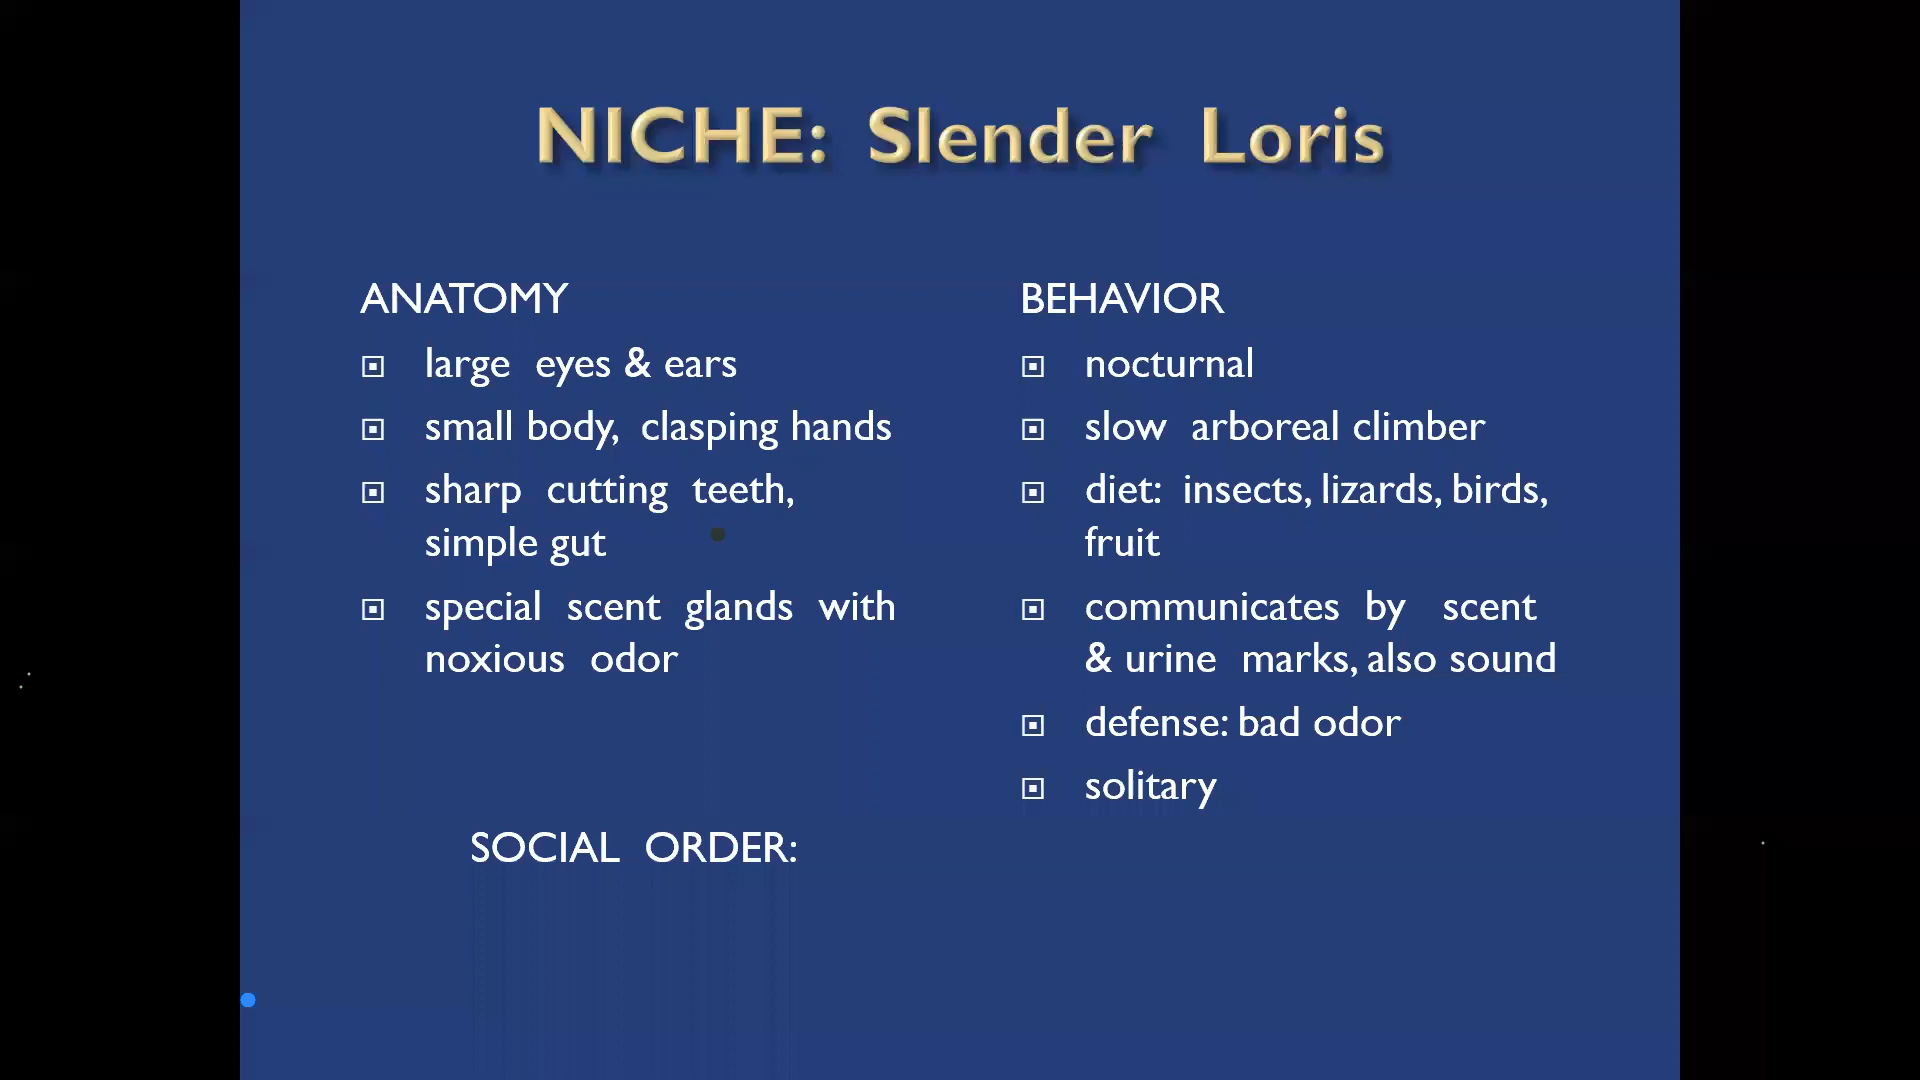 NICHE: Slender Loris
ANATOMY
large eyes & ears
small body, clasping hands
sharp cutting teeth,
simple gut
special scent glands with
noxious odor
BEHAVIOR
nocturnal
slow arboreal climber
diet: insects, lizards, birds,
fruit
communicates by scent
& urine marks, also sound
defense: bad odor
solitary
SOCIAL ORDER: